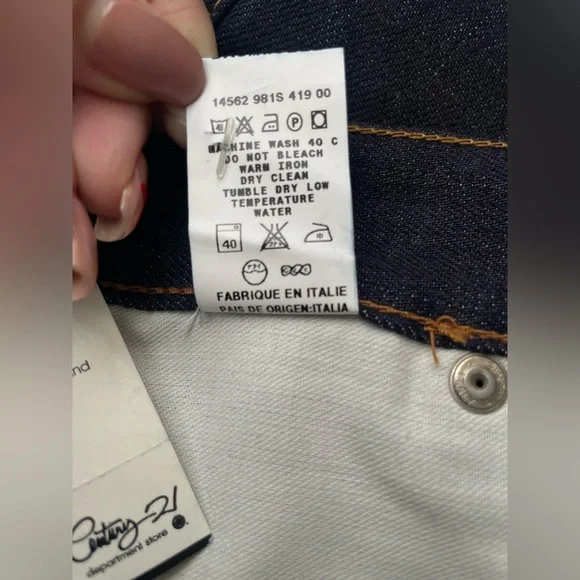 14562 981S 419 00
MACHINE WASH 40 C
DO NOT BLEACH
WARM IRON
DRY CLEAN
TUMBLE DRY LOW
TEMPERATURE
WATER
40
FABRIQUE EN ITALIE
PAIS DE ORIGEN:ITALIA
Century 21
department store